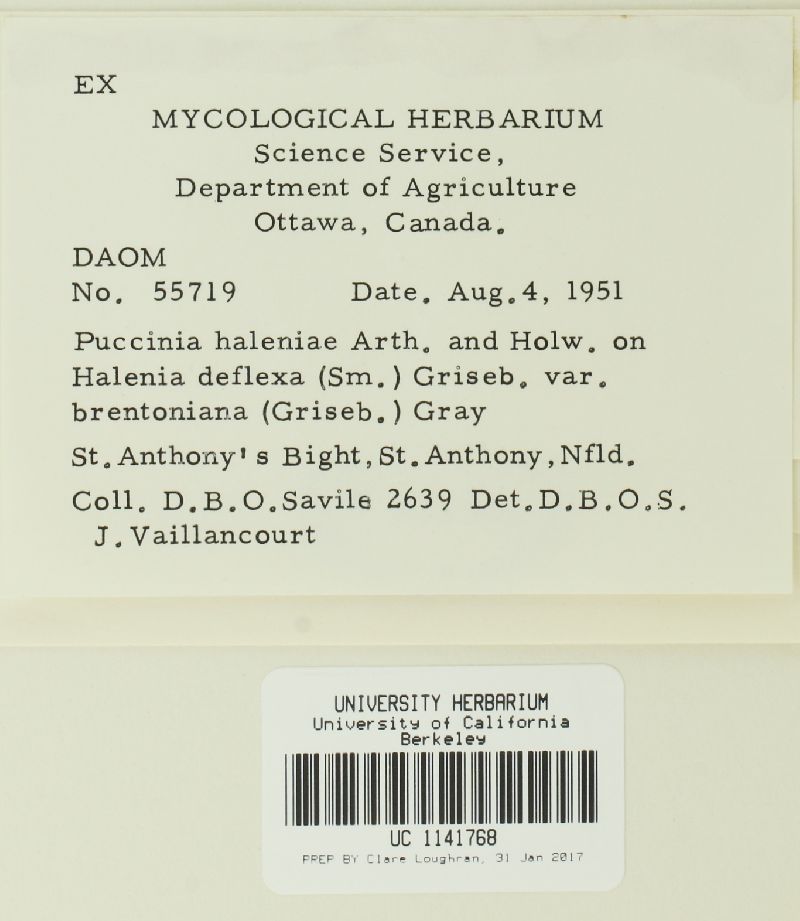 EX
MYCOLOGICAL HERBARIUM
Science Service,
Department of Agriculture
Ottawa, Canada.
DAOM
No. 55719 Date. Aug.4, 1951
Puccinia haleniae Arth. and Holw. on
Halenia deflexa (Sm.) Griseb. var.
brentoniana (Griseb.) Gray
St.Anthony's Bight,St.Anthony,Nfld.
Coll. D.B.O.Savile 2639 Det.D.B.O.S.
J.Vaillancourt
UNIVERSITY HERBARIUM
University of California
Berkeley
UC 1141768
PREP BY Clare Loughran, 31 Jan 2017